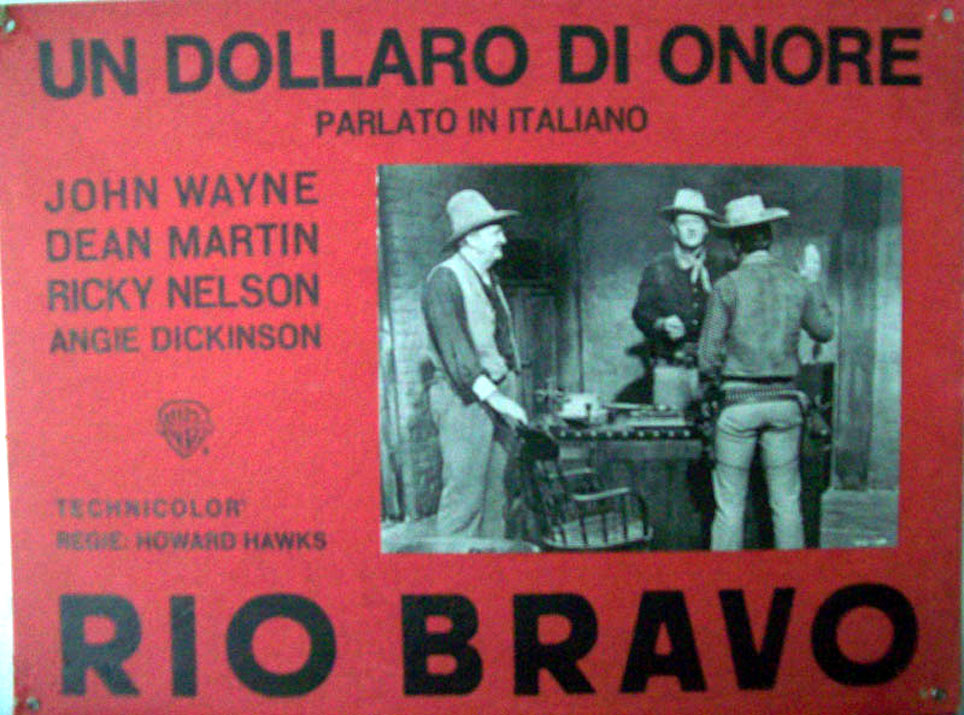 UN DOLLARO DI ONORE
PARLATO IN ITALIANO
JOHN WAYNE
DEAN MARTIN
RICKY NELSON
ANGIE DICKINSON
TECHNICOLOR®
REGIE: HOWARD HAWKS
RIO BRAVO